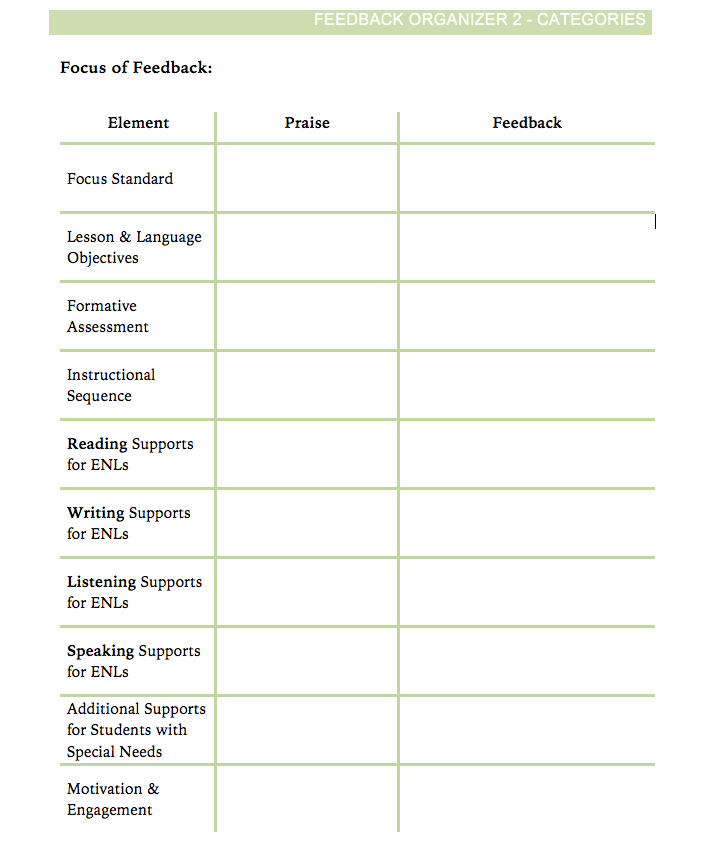 FEEDBACK ORGANIZER 2 - CATEGORIES
Focus of Feedback:
Element Praise Feedback
Focus Standard
Lesson & Language
Objectives
Formative
Assessment
Instructional
Sequence
Reading Supports
for ENLs
Writing Supports
for ENLs
Listening Supports
for ENLs
Speaking Supports
for ENLs
Additional Supports
for Students with
Special Needs
Motivation &
Engagement